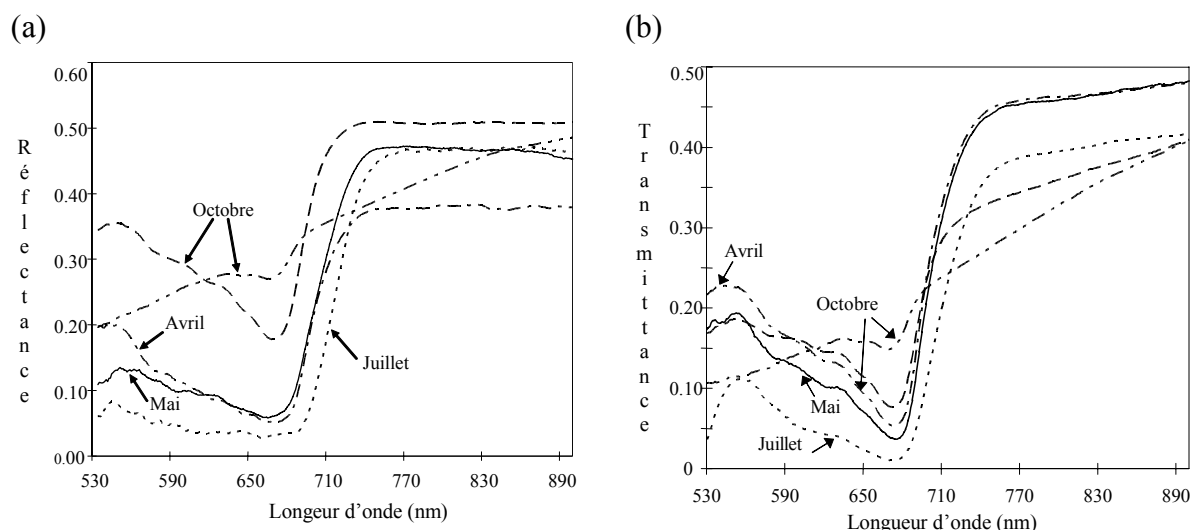 (a)
0.60
0.50
0.40
0.30
0.20
0.10
0.00
Réflectance
Octobre
Avril
Mai
Juillet
530 590 650 710 770 830 890
Longeur d’onde (nm)
(b)
0.50
0.40
0.30
0.20
0.10
0
Transmittance
Avril
Octobre
Mai
Juillet
530 590 650 710 770 830 890
Longueur d’onde (nm)